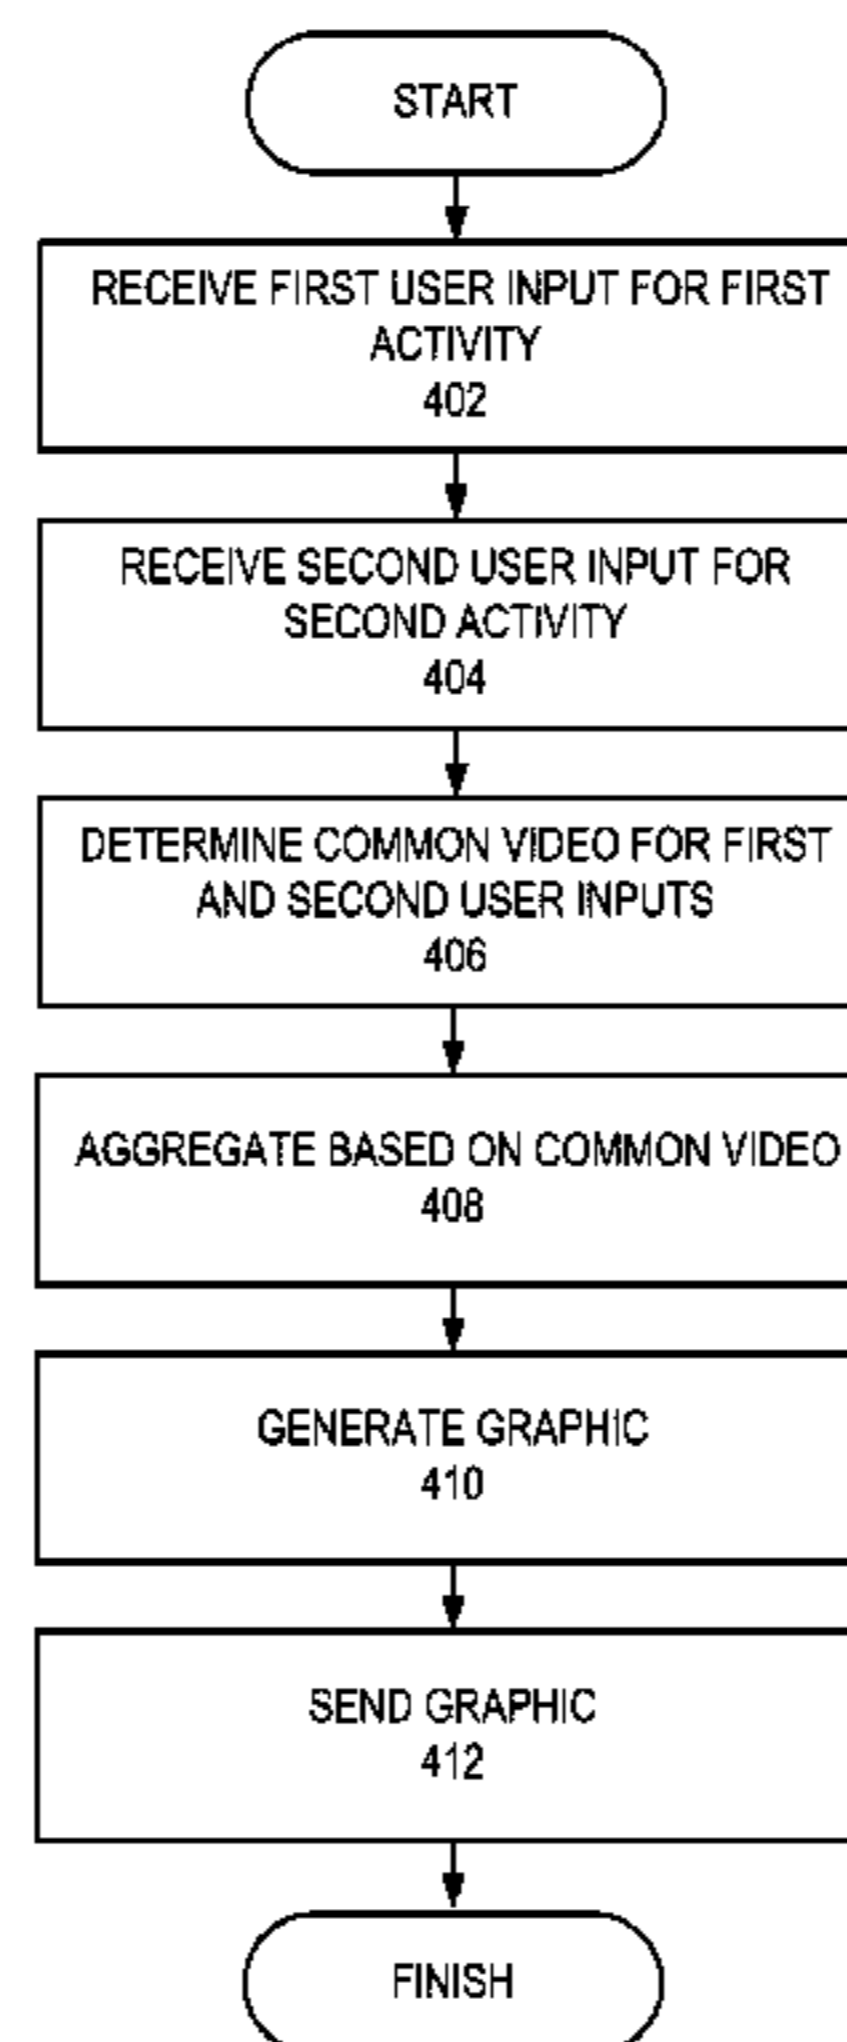 START
RECEIVE FIRST USER INPUT FOR FIRST
ACTIVITY
402
RECEIVE SECOND USER INPUT FOR
SECOND ACTIVITY
404
DETERMINE COMMON VIDEO FOR FIRST
AND SECOND USER INPUTS
406
AGGREGATE BASED ON COMMON VIDEO
408
GENERATE GRAPHIC
410
SEND GRAPHIC
412
FINISH